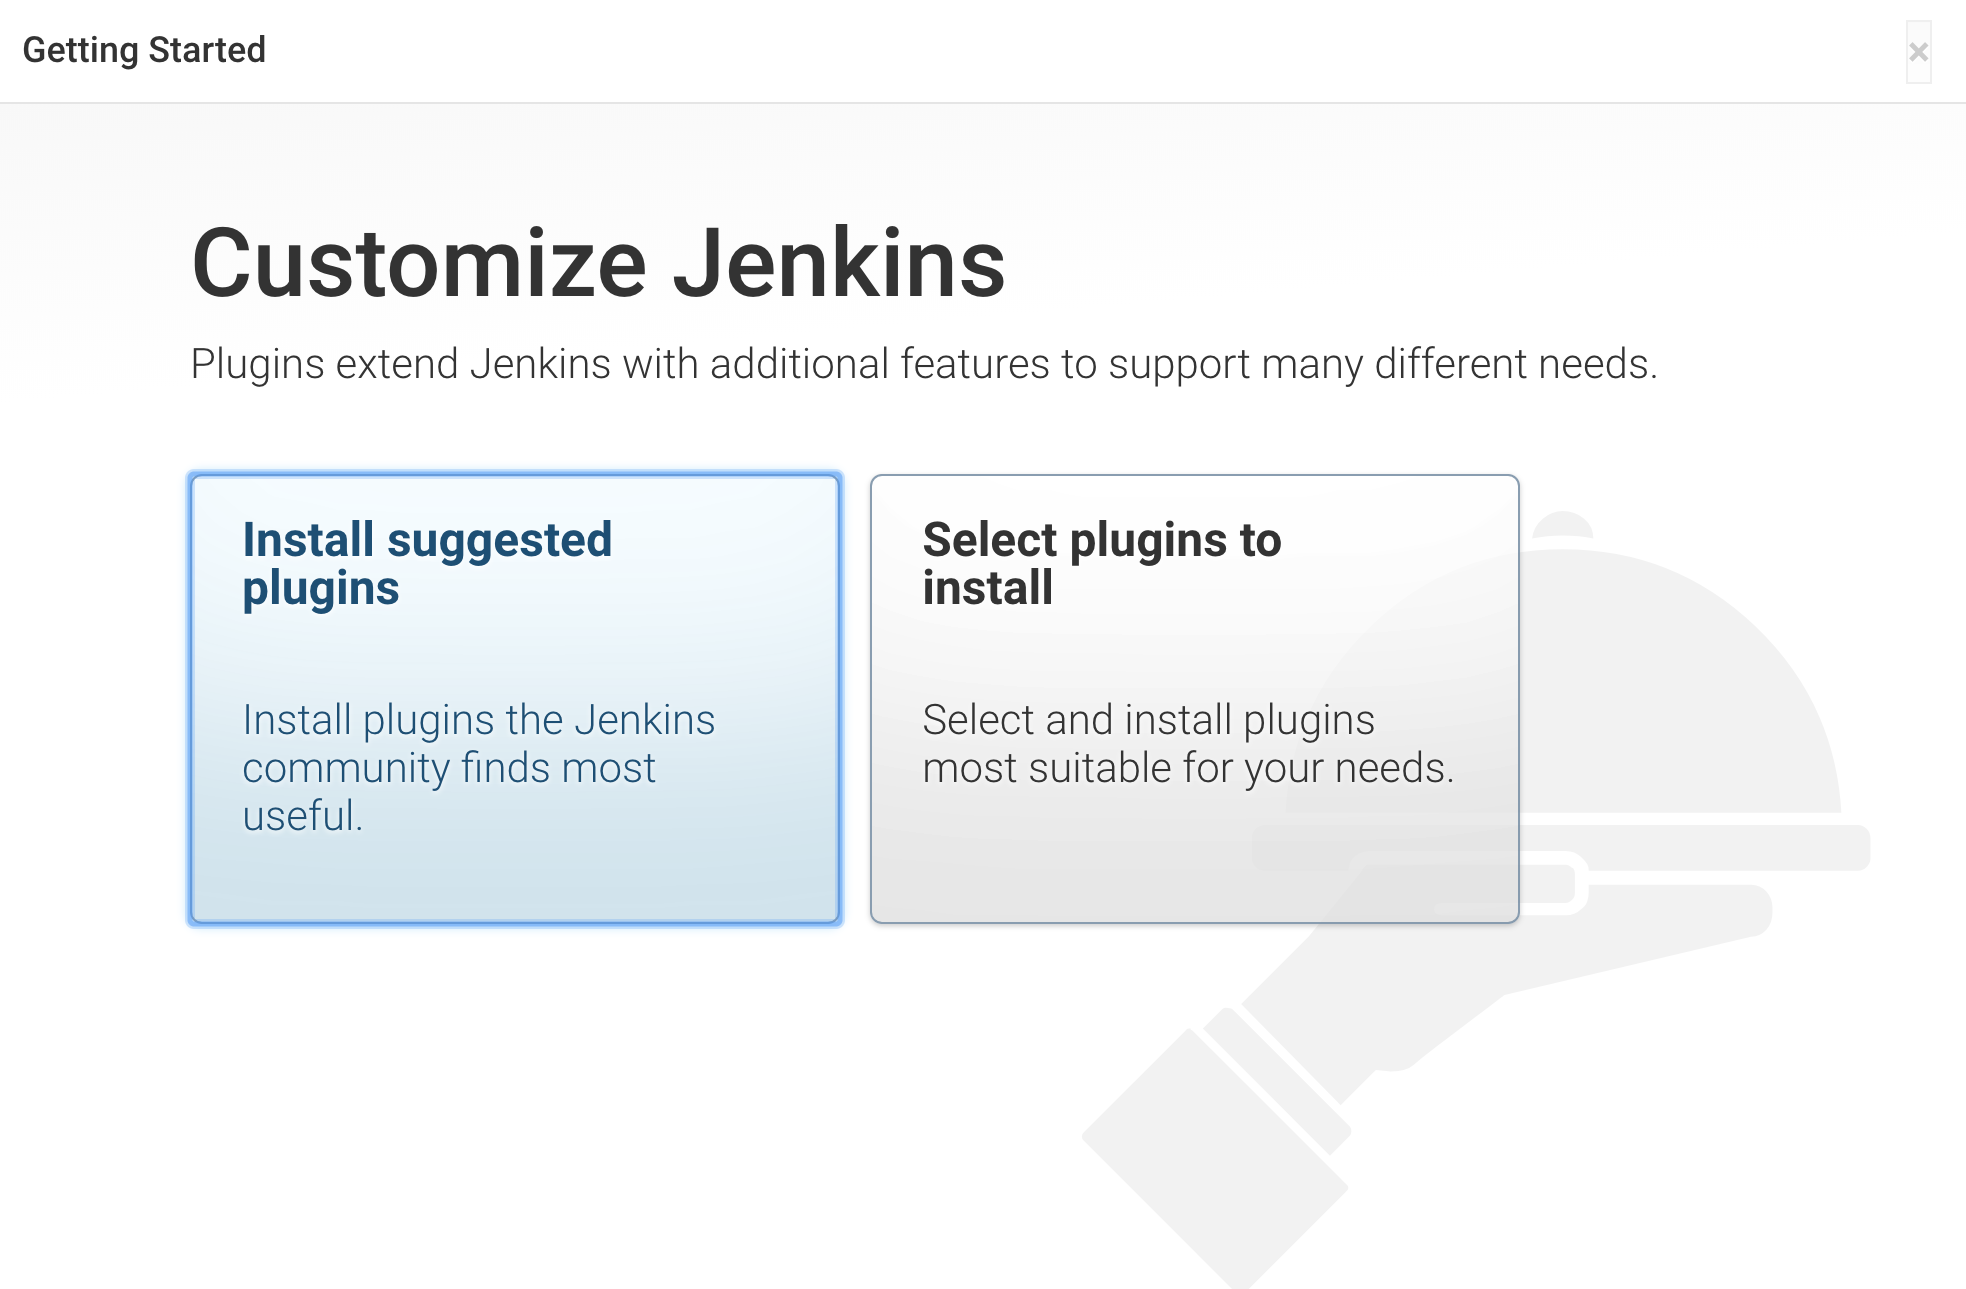 Getting Started
×
Customize Jenkins
Plugins extend Jenkins with additional features to support many different needs.
Install suggested
plugins
Install plugins the Jenkins
community finds most
useful.
Select plugins to
install
Select and install plugins
most suitable for your needs.